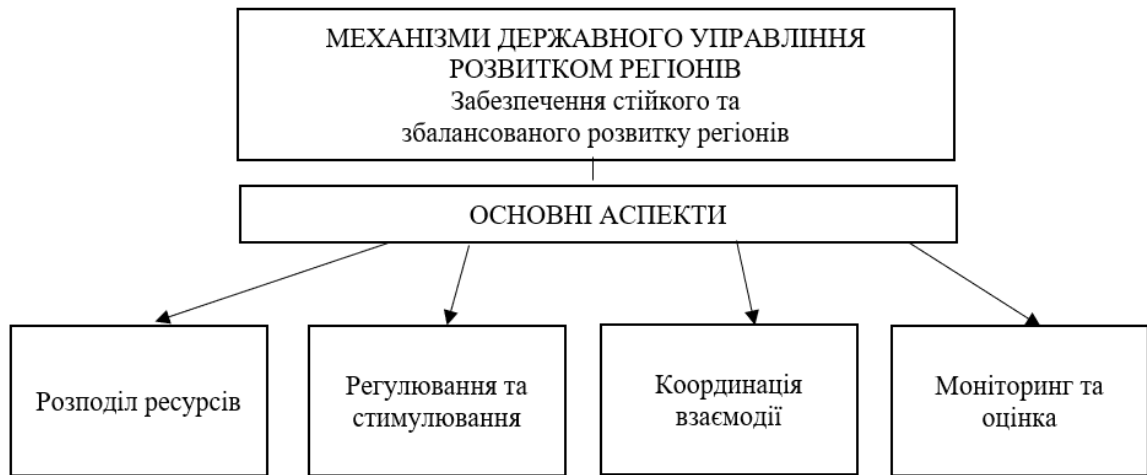 МЕХАНІЗМИ ДЕРЖАВНОГО УПРАВЛІННЯ
РОЗВИТКОМ РЕГІОНІВ
Забезпечення стійкого та
збалансованого розвитку регіонів
ОСНОВНІ АСПЕКТИ
Розподіл ресурсів
Регулювання та
стимулювання
Координація
взаємодії
Моніторинг та
оцінка